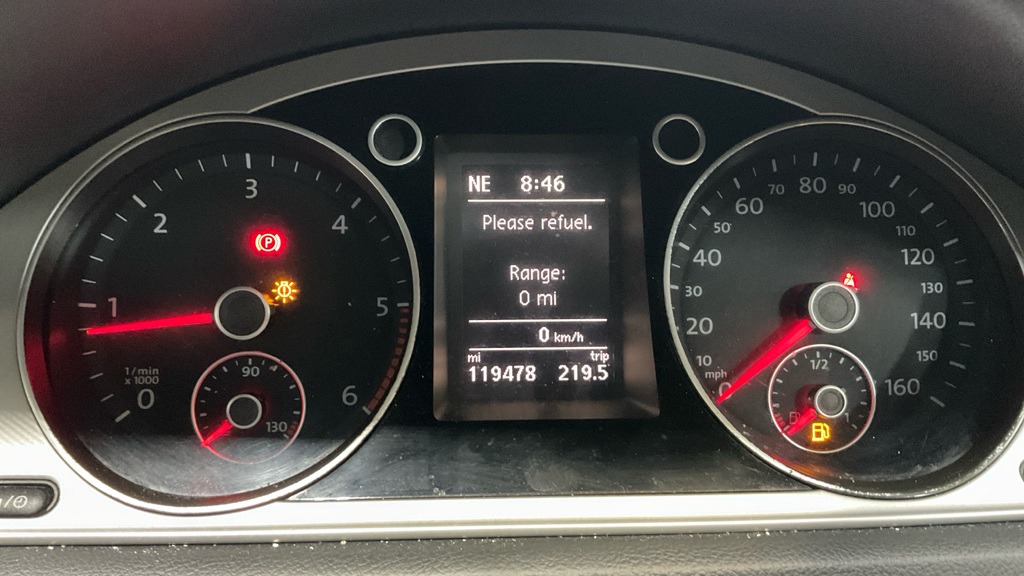 NE 8:46
Please refuel.
Range:
0 mi
0 km/h
mi trip
119478 219.5
0 1 2 3 4 5 6
1/min
x 1000
90
130
(P)
0 10 20 30 40 50 60 70 80 90 100 110 120 130 140 150 160
mph
1/2
1